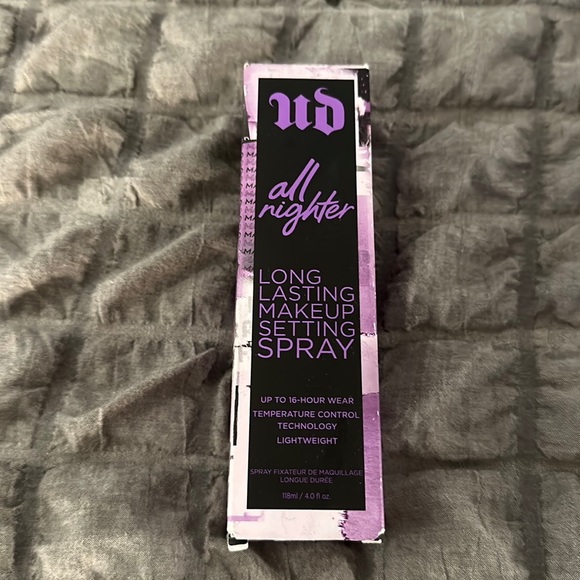 ud
all
nighter
LONG
LASTING
MAKEUP
SETTING
SPRAY
UP TO 16-HOUR WEAR
TEMPERATURE CONTROL
TECHNOLOGY
LIGHTWEIGHT
SPRAY FIXATEUR DE MAQUILLAGE
LONGUE DURÉE
118ml / 4.0 fl oz.